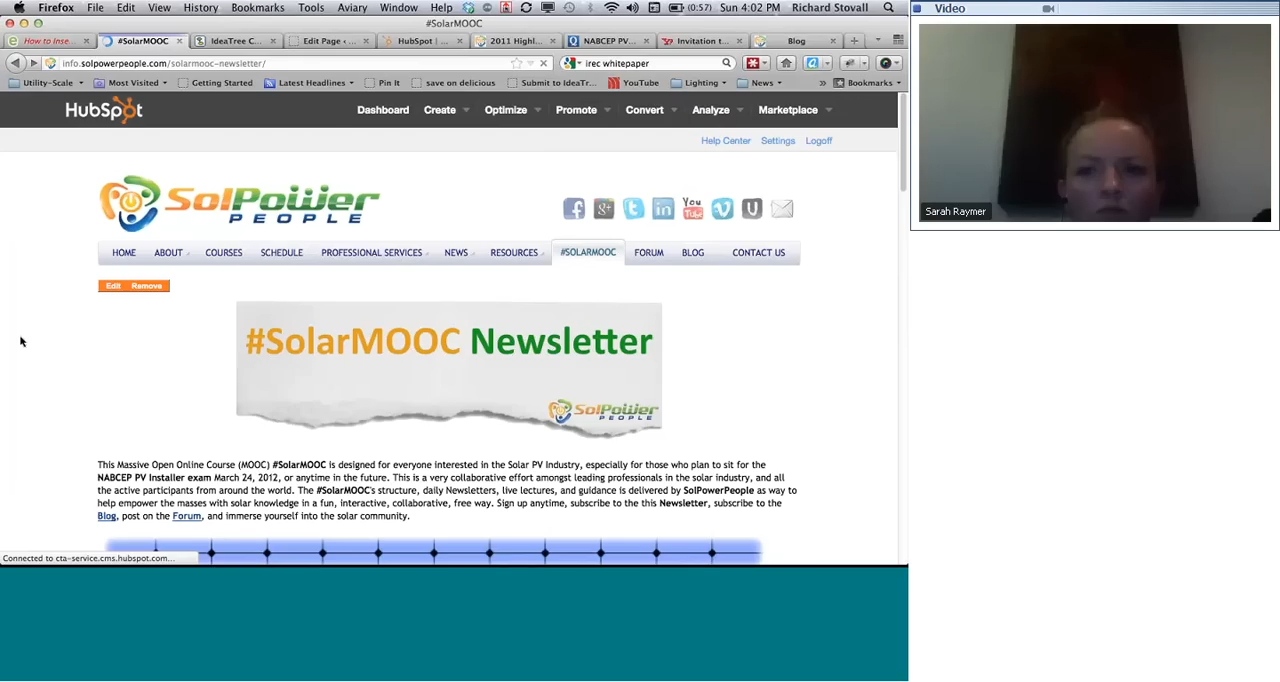 Firefox File Edit View History Bookmarks Tools Aviary Window Help (0:57) Sun 4:02 PM Richard Stovall
#SolarMOOC
How to Inse... #SolarMOOC IdeaTree C... Edit Page <... HubSpot | ... 2011 Highl... NABCEP PV... Invitation t... Blog
info.solpowerpeople.com/solarmooc-newsletter/ irec whitepaper
Utility-Scale Most Visited Getting Started Latest Headlines Pin It save on delicious Submit to IdeaTr... YouTube Lighting News » Bookmarks
HubSpot Dashboard Create Optimize Promote Convert Analyze Marketplace
Help Center Settings Logoff
SolPower
PEOPLE
HOME ABOUT COURSES SCHEDULE PROFESSIONAL SERVICES NEWS RESOURCES #SOLARMOOC FORUM BLOG CONTACT US
Edit Remove
#SolarMOOC Newsletter
SolPower
PEOPLE
This Massive Open Online Course (MOOC) #SolarMOOC is designed for everyone interested in the Solar PV Industry, especially for those who plan to sit for the
NABCEP PV Installer exam March 24, 2012, or anytime in the future. This is a very collaborative effort amongst leading professionals in the solar industry, and all
the active participants from around the world. The #SolarMOOC's structure, daily Newsletters, live lectures, and guidance is delivered by SolPowerPeople as way to
help empower the masses with solar knowledge in a fun, interactive, collaborative, free way. Sign up anytime, subscribe to the this Newsletter, subscribe to the
Blog, post on the Forum, and immerse yourself into the solar community.
Connected to cta-service.cms.hubspot.com...
Video
Sarah Raymer